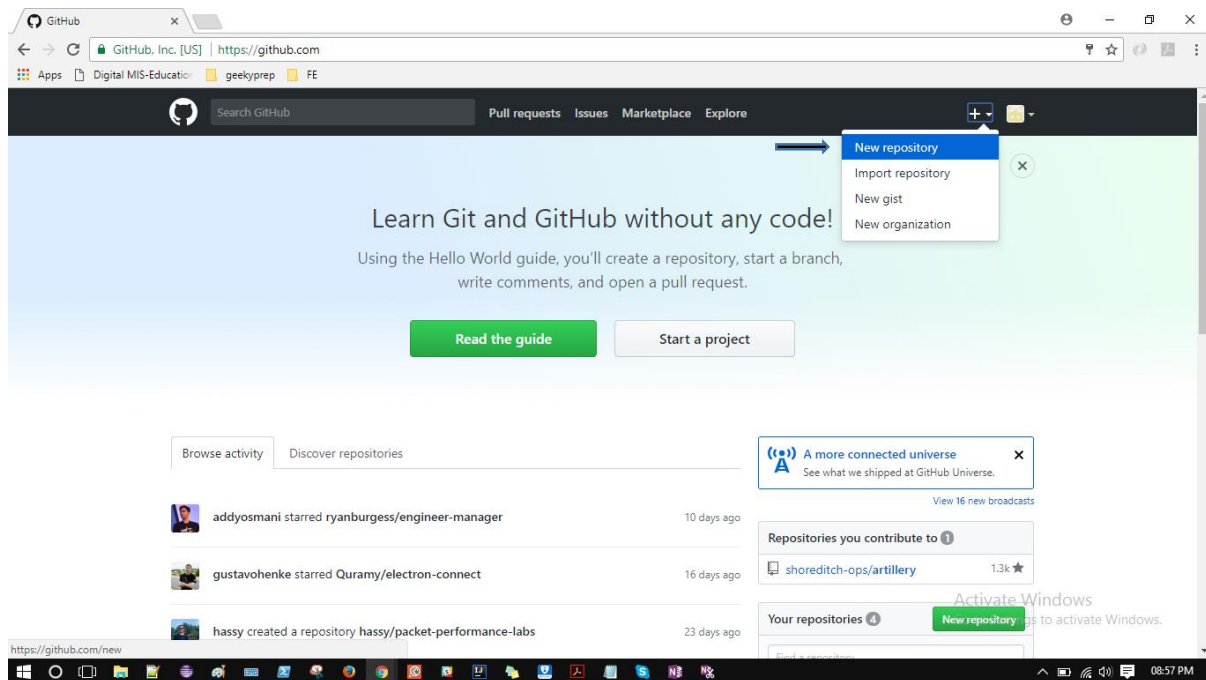 GitHub
GitHub, Inc. [US] | https://github.com
Apps Digital MIS-Education geekyprep FE
Search GitHub Pull requests Issues Marketplace Explore
New repository
Import repository
New gist
New organization
Learn Git and GitHub without any code!
Using the Hello World guide, you’ll create a repository, start a branch,
write comments, and open a pull request.
Read the guide Start a project
Browse activity Discover repositories
addyosmani starred ryanburgess/engineer-manager 10 days ago
gustavohenke starred Quramy/electron-connect 16 days ago
hassy created a repository hassy/packet-performance-labs 23 days ago
A more connected universe
See what we shipped at GitHub Universe.
View 16 new broadcasts
Repositories you contribute to 1
shoreditch-ops/artillery 1.3k
Your repositories 4 New repository
Find a repository
Activate Windows
to activate Windows.
https://github.com/new
08:57 PM